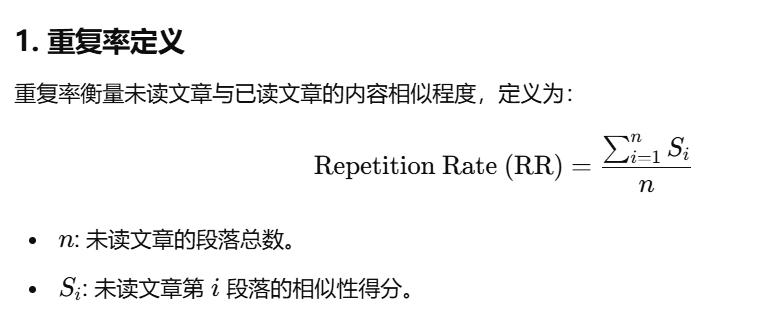 1. 重复率定义
重复率衡量未读文章与已读文章的内容相似程度，定义为：
Repetition Rate (RR) = \frac{\sum_{i=1}^{n} S_i}{n}
• n: 未读文章的段落总数。
• S_i: 未读文章第 i 段落的相似性得分。